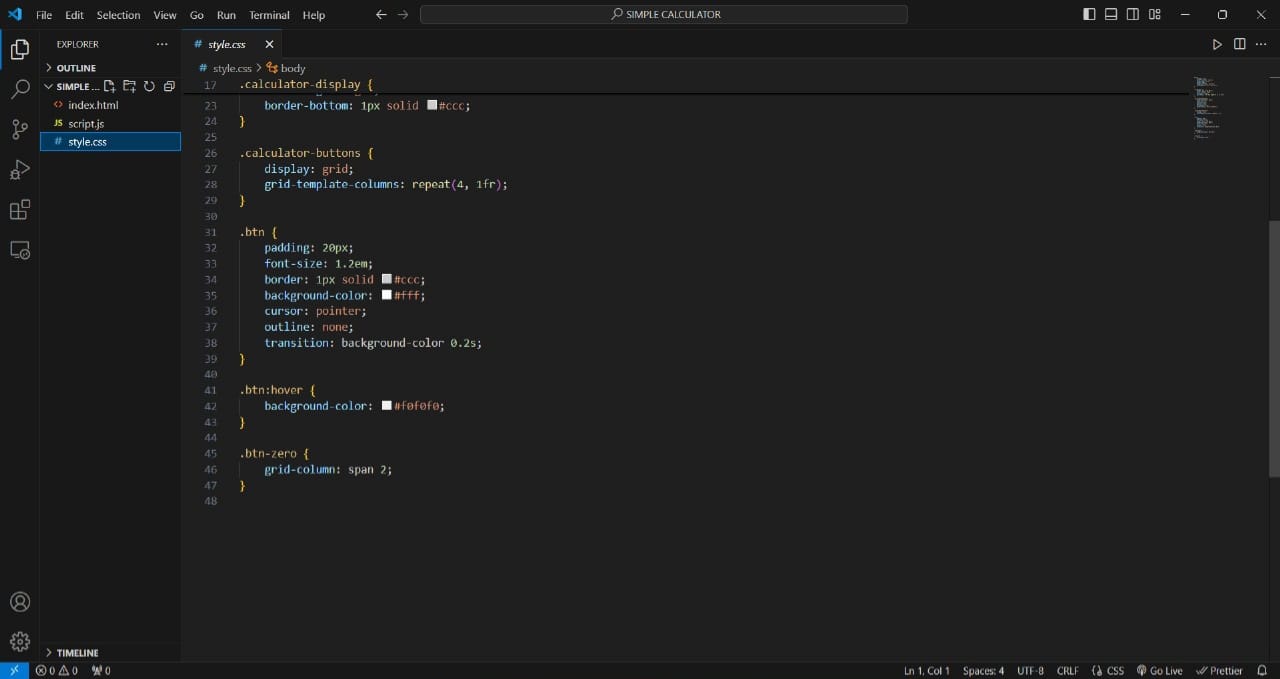 File Edit Selection View Go Run Terminal Help
SIMPLE CALCULATOR
EXPLORER
OUTLINE
SIMPLE ...
index.html
JS script.js
# style.css
TIMELINE
# style.css
# style.css > body
17 .calculator-display {
23 border-bottom: 1px solid #ccc;
24 }
25
26 .calculator-buttons {
27 display: grid;
28 grid-template-columns: repeat(4, 1fr);
29 }
30
31 .btn {
32 padding: 20px;
33 font-size: 1.2em;
34 border: 1px solid #ccc;
35 background-color: #fff;
36 cursor: pointer;
37 outline: none;
38 transition: background-color 0.2s;
39 }
40
41 .btn:hover {
42 background-color: #f0f0f0;
43 }
44
45 .btn-zero {
46 grid-column: span 2;
47 }
48
0 0 0 Ln 1, Col 1 Spaces: 4 UTF-8 CRLF {} CSS Go Live Prettier